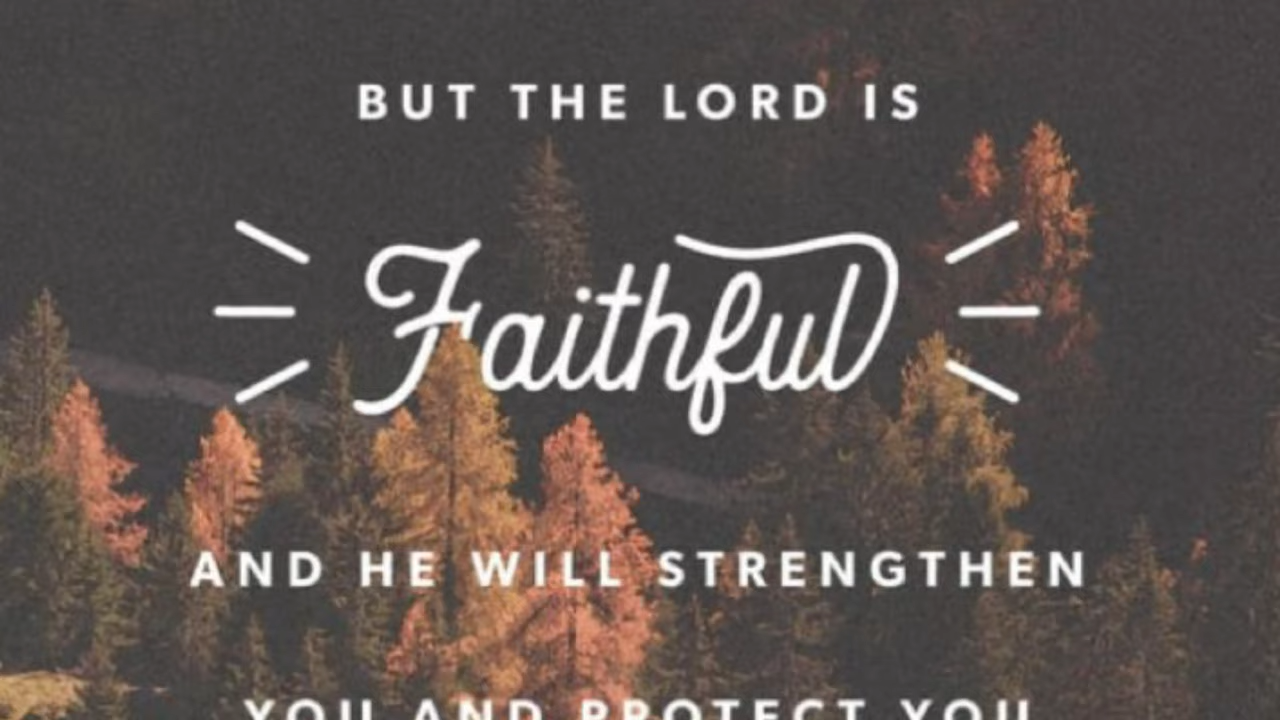 BUT THE LORD IS
Faithful
AND HE WILL STRENGTHEN
YOU AND PROTECT YOU